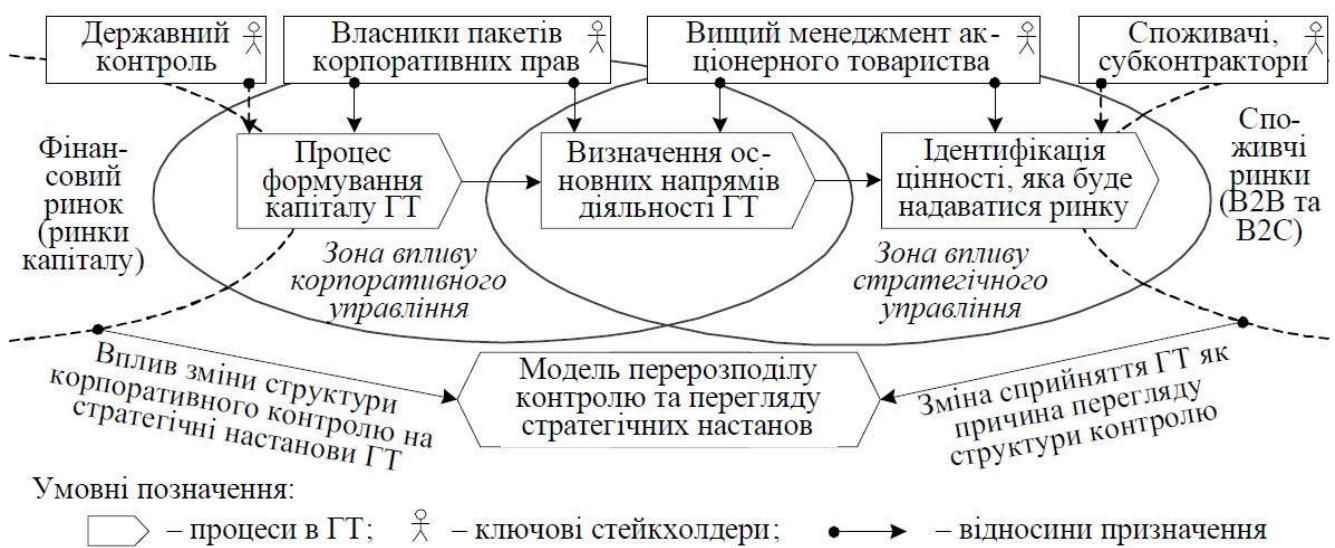 Державний
контроль
Власники пакетів
корпоративних прав
Вищий менеджмент ак-
ціонерного товариства
Споживачі,
субконтрактори
Фінан-
совий
ринок
(ринки
капіталу)
Процес
формування
капіталу ГТ
Визначення ос-
новних напрямів
діяльності ГТ
Ідентифікація
цінності, яка буде
надаватися ринку
Спо-
живчі
ринки
(B2B та
B2C)
Зона впливу
корпоративного
управління
Зона впливу
стратегічного
управління
Вплив зміни структури
корпоративного контролю на
стратегічні настанови ГТ
Модель перерозподілу
контролю та перегляду
стратегічних настанов
Зміна сприйняття ГТ як
причина перегляду
структури контролю
Умовні позначення:
– процеси в ГТ; – ключові стейкхолдери; – відносини призначення